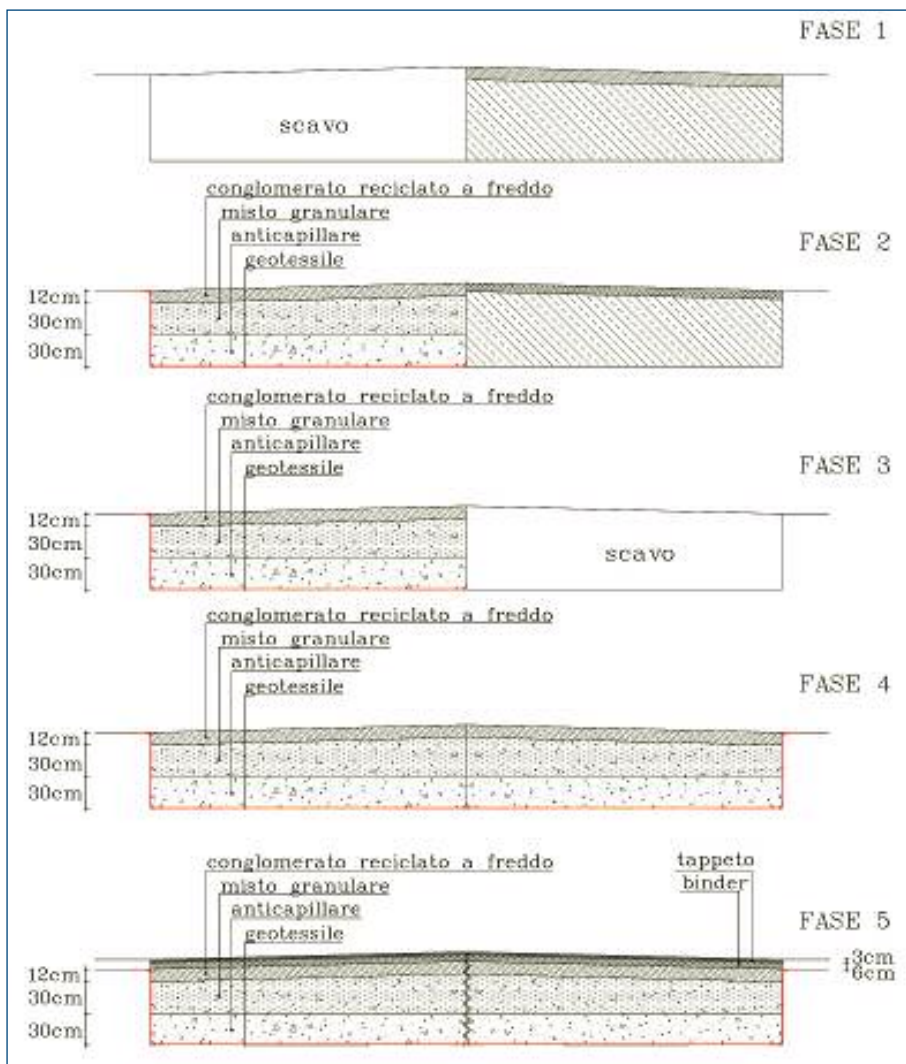 FASE 1
scavo
conglomerato reciclato a freddo
misto granulare
anticapillare
geotessile
FASE 2
12cm
30cm
30cm
conglomerato reciclato a freddo
misto granulare
anticapillare
geotessile
FASE 3
12cm
30cm
30cm
scavo
conglomerato reciclato a freddo
misto granulare
anticapillare
geotessile
FASE 4
12cm
30cm
30cm
conglomerato reciclato a freddo
misto granulare
anticapillare
geotessile
tappeto
binder
FASE 5
12cm
30cm
30cm
3cm
6cm